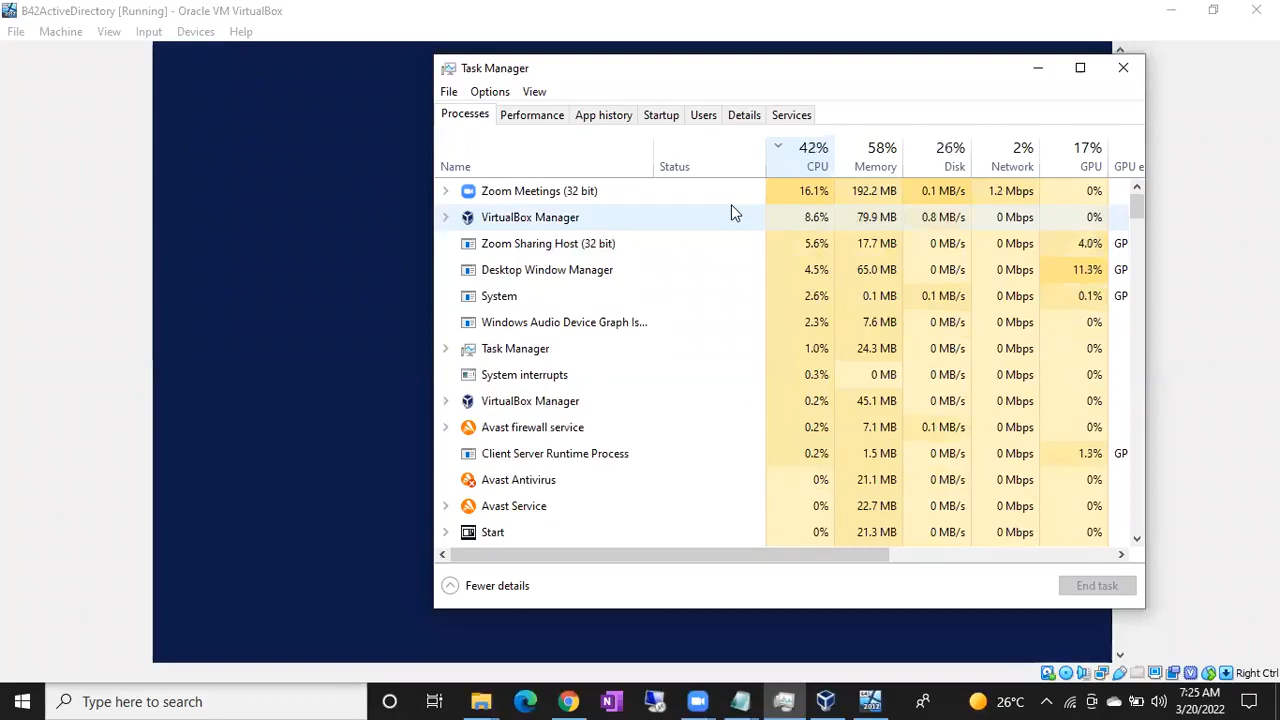 B42ActiveDirectory [Running] - Oracle VM VirtualBox
File Machine View Input Devices Help
Task Manager
File Options View
Processes Performance App history Startup Users Details Services
42% 58% 26% 2% 17%
Name Status CPU Memory Disk Network GPU GPU e
Zoom Meetings (32 bit) 16.1% 192.2 MB 0.1 MB/s 1.2 Mbps 0%
VirtualBox Manager 8.6% 79.9 MB 0.8 MB/s 0 Mbps 0%
Zoom Sharing Host (32 bit) 5.6% 17.7 MB 0 MB/s 0 Mbps 4.0% GP
Desktop Window Manager 4.5% 65.0 MB 0 MB/s 0 Mbps 11.3% GP
System 2.6% 0.1 MB 0.1 MB/s 0 Mbps 0.1% GP
Windows Audio Device Graph Is... 2.3% 7.6 MB 0 MB/s 0 Mbps 0%
Task Manager 1.0% 24.3 MB 0 MB/s 0 Mbps 0%
System interrupts 0.3% 0 MB 0 MB/s 0 Mbps 0%
VirtualBox Manager 0.2% 45.1 MB 0 MB/s 0 Mbps 0%
Avast firewall service 0.2% 7.1 MB 0.1 MB/s 0 Mbps 0%
Client Server Runtime Process 0.2% 1.5 MB 0 MB/s 0 Mbps 1.3% GP
Avast Antivirus 0% 21.1 MB 0 MB/s 0 Mbps 0%
Avast Service 0% 22.7 MB 0 MB/s 0 Mbps 0%
Start 0% 21.3 MB 0 MB/s 0 Mbps 0%
Fewer details End task
Right Ctrl
Type here to search 2012 26°C 7:25 AM
3/20/2022